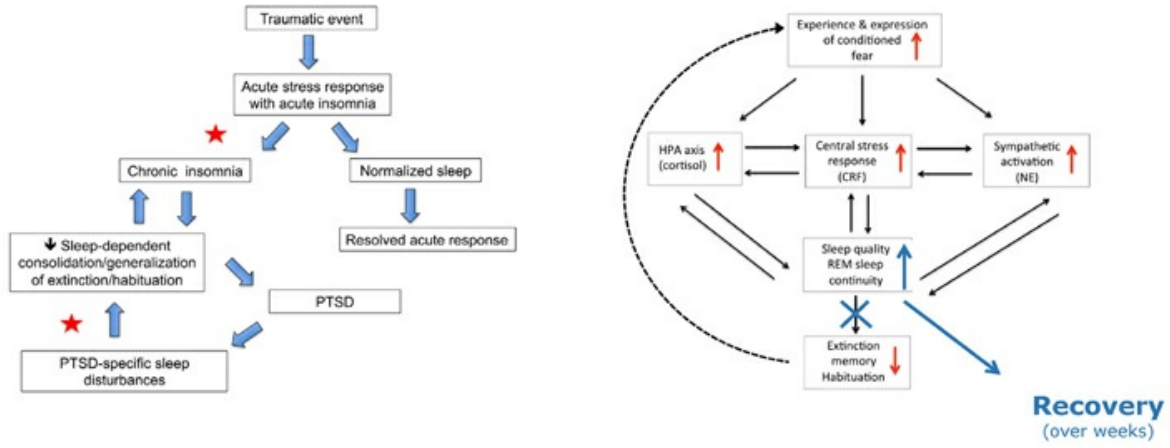 Traumatic event
Acute stress response
with acute insomnia
Chronic insomnia
Normalized sleep
Sleep-dependent
consolidation/generalization
of extinction/habituation
Resolved acute response
PTSD
PTSD-specific sleep
disturbances
Experience & expression
of conditioned
fear
HPA axis
(cortisol)
Central stress
response
(CRF)
Sympathetic
activation
(NE)
Sleep quality
REM sleep
continuity
Extinction
memory
Habituation
Recovery
(over weeks)